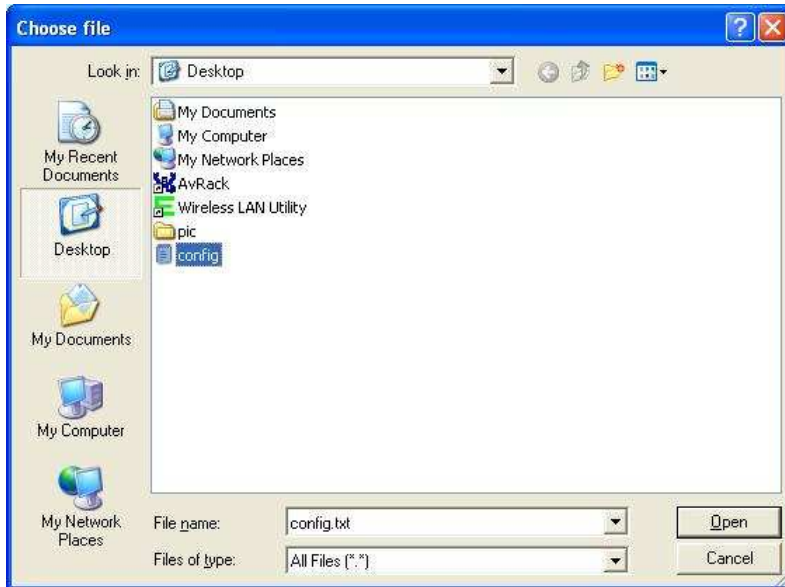 Choose file
Look in:
Desktop
My Recent
Documents
Desktop
My Documents
My Computer
My Network
Places
My Documents
My Computer
My Network Places
AvRack
Wireless LAN Utility
pic
config
File name:
config.txt
Open
Files of type:
All Files (*.*)
Cancel